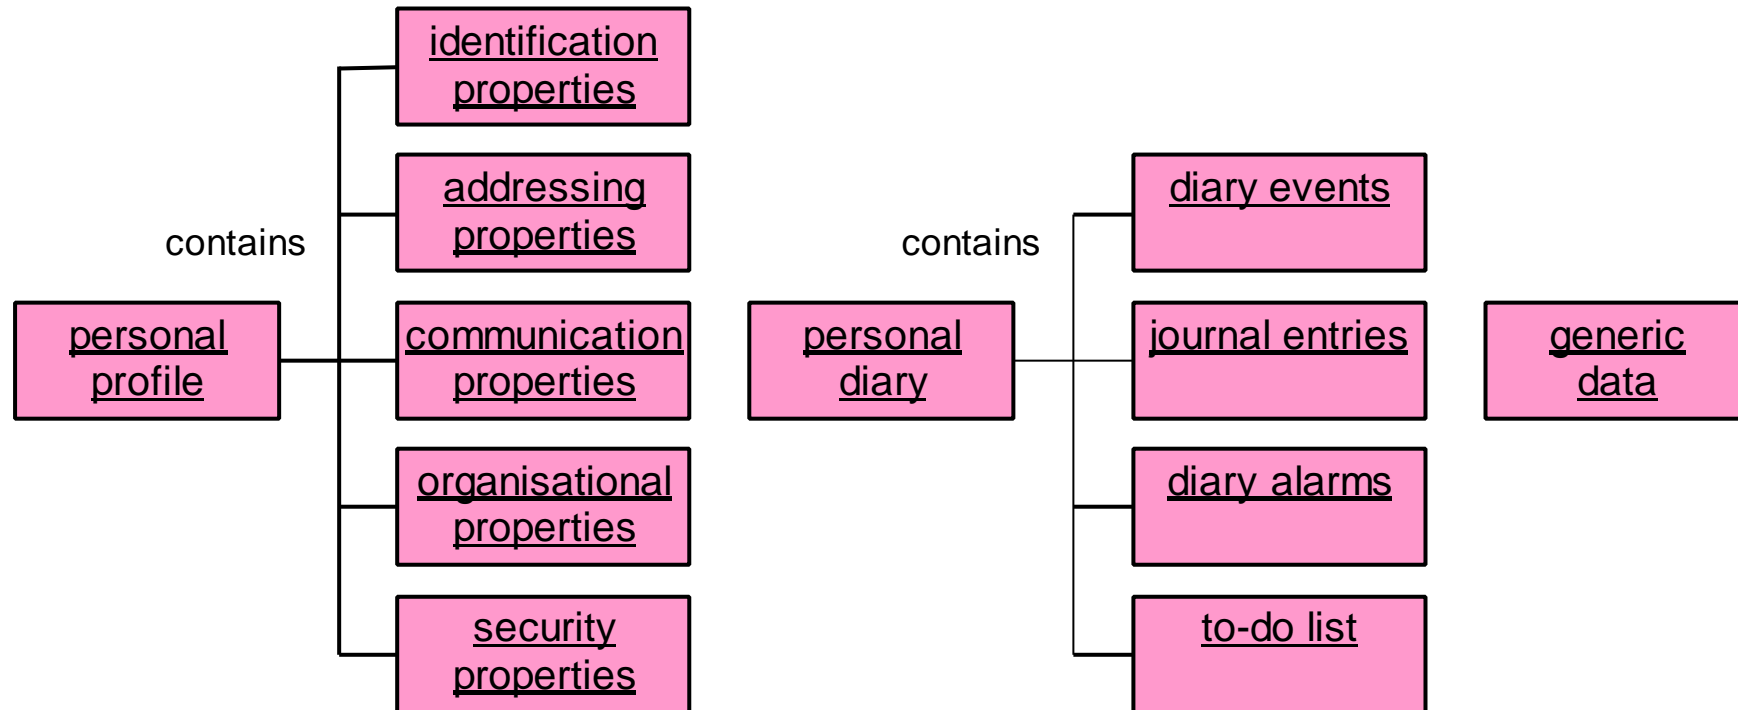 contains
personal
profile
identification
properties
addressing
properties
communication
properties
organisational
properties
security
properties
contains
personal
diary
diary events
journal entries
diary alarms
to-do list
generic
data